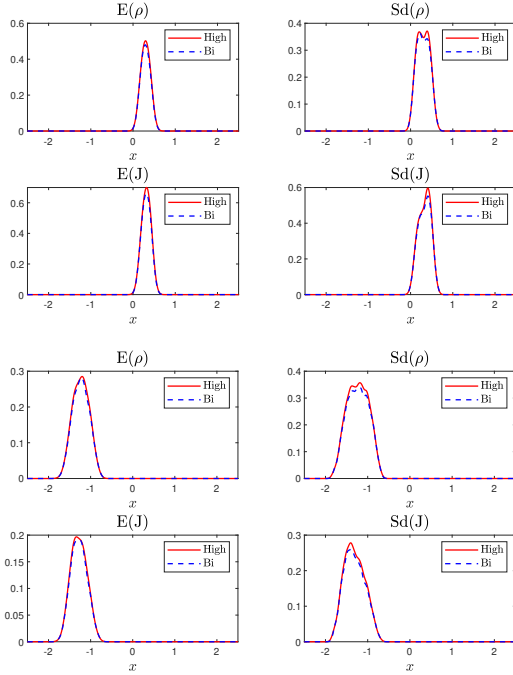 E(ρ) Sd(ρ)
0.6 High 0.4 High
Bi Bi
0.4 0.3
0.2
0.2 0.1
0 0
-2 -1 0 1 2 -2 -1 0 1 2
x x
E(J) Sd(J)
0.6 High 0.6 High
Bi Bi
0.4 0.4
0.2 0.2
0 0
-2 -1 0 1 2 -2 -1 0 1 2
x x
E(ρ) Sd(ρ)
0.3 High 0.4 High
Bi Bi
0.2 0.3
0.2
0.1 0.1
0 0
-2 -1 0 1 2 -2 -1 0 1 2
x x
E(J) Sd(J)
0.2 High 0.3 High
Bi Bi
0.15 0.2
0.1
0.05 0.1
0 0
-2 -1 0 1 2 -2 -1 0 1 2
x x